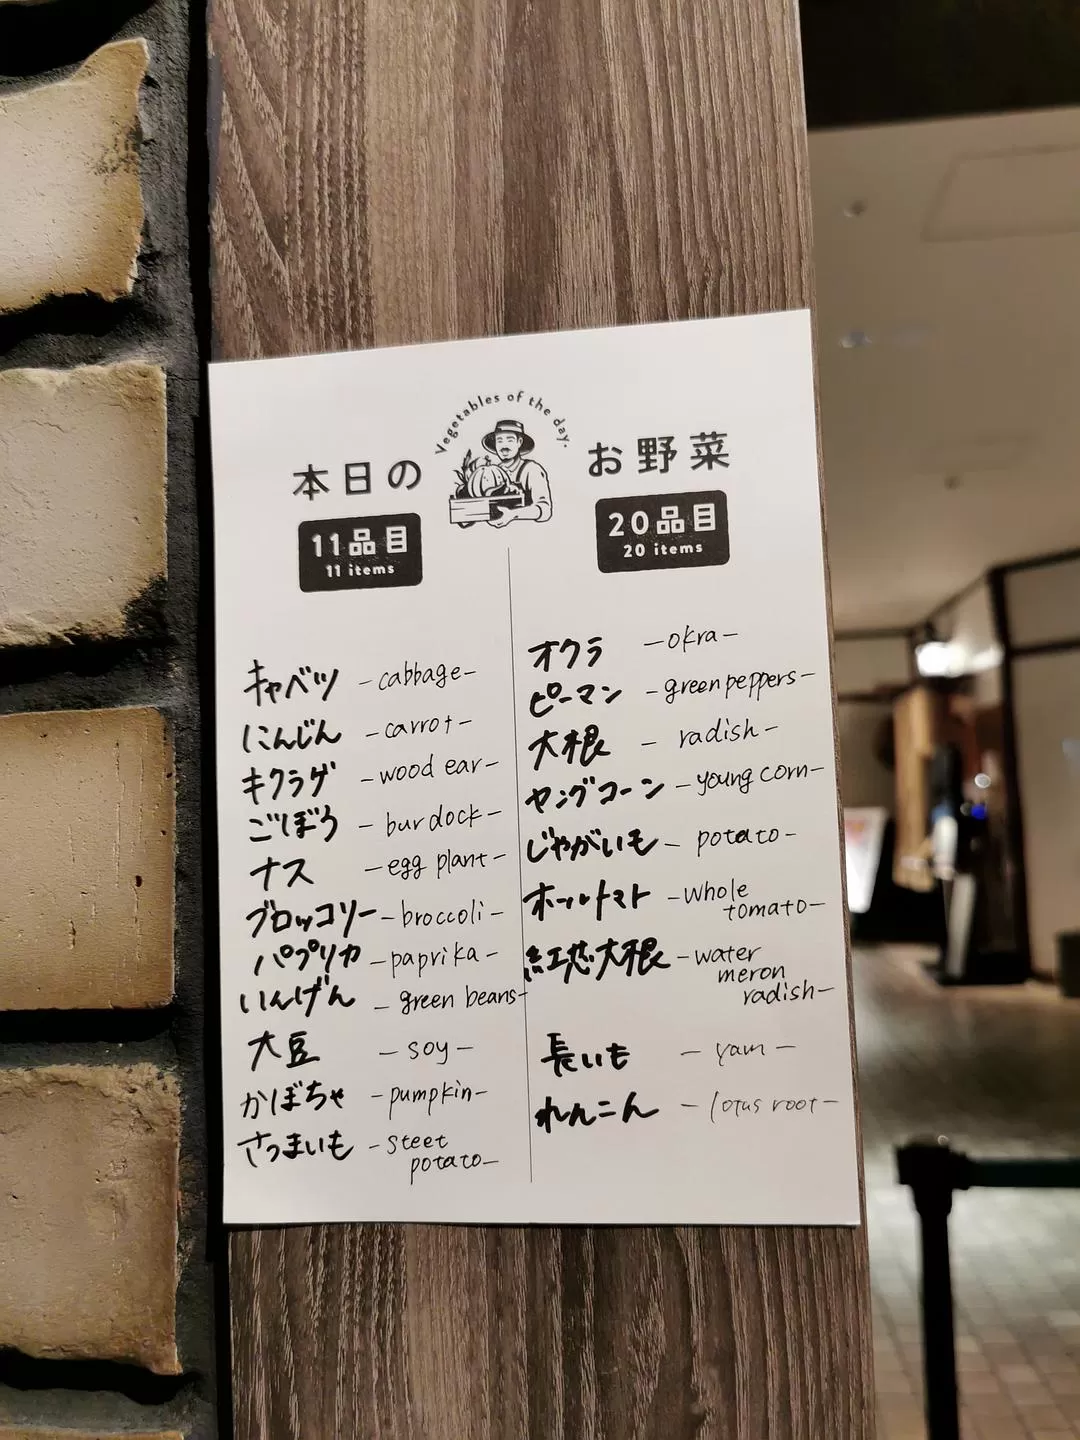 Vegetables of the day.
本日の お野菜
11品目
11 items
キャベツ -cabbage-
にんじん -carrot-
キクラゲ -wood ear-
ごぼう -burdock-
ナス -egg plant-
ブロッコリー -broccoli-
パプリカ -paprika-
いんげん - green beans-
大豆 - soy -
かぼちゃ -pumpkin-
さつまいも -steet
potato-
20品目
20 items
オクラ -okra-
ピーマン -green peppers-
大根 - radish-
ヤングコーン -young corn-
じゃがいも - potato-
ホールトマト -whole
tomato-
紅芯大根 -water
meron
radish-
長いも - yam -
れんこん - lotus root-